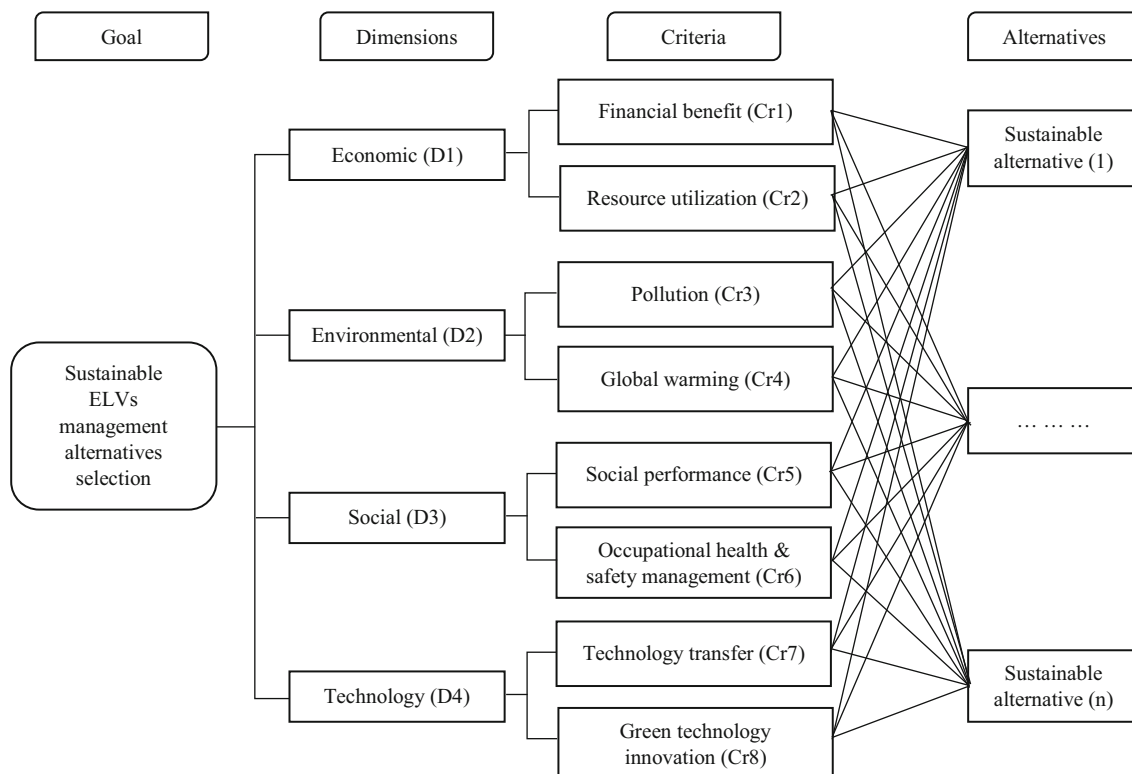 Goal
Dimensions
Criteria
Alternatives
Financial benefit (Cr1)
Sustainable
alternative (1)
Economic (D1)
Resource utilization (Cr2)
Pollution (Cr3)
Environmental (D2)
Global warming (Cr4)
Sustainable
ELVs
management
alternatives
selection
... ... ...
Social performance (Cr5)
Social (D3)
Occupational health &
safety management (Cr6)
Technology transfer (Cr7)
Sustainable
alternative (n)
Technology (D4)
Green technology
innovation (Cr8)